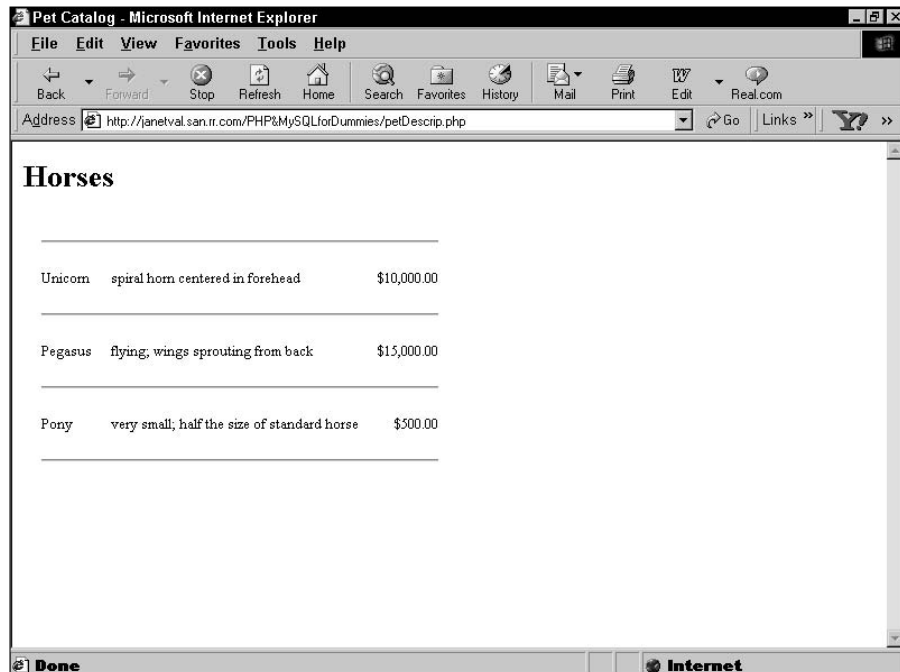 Pet Catalog - Microsoft Internet Explorer
File Edit View Favorites Tools Help
Back Forward Stop Refresh Home Search Favorites History Mail Print Edit Real.com
Address http://janetval.san.rr.com/PHP&MySQLforDummies/petDescrip.php Go Links » Y? »
Horses
Unicorn spiral horn centered in forehead $10,000.00
Pegasus flying; wings sprouting from back $15,000.00
Pony very small; half the size of standard horse $500.00
Done Internet